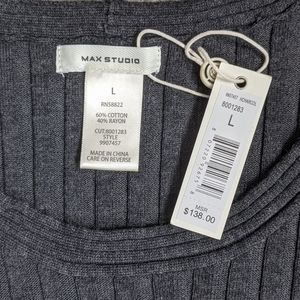 MAX STUDIO
L
RN58822
60% COTTON
40% RAYON
CUT:8001283
STYLE
9907457
MADE IN CHINA
CARE ON REVERSE
8001283
L
MSR
$138.00